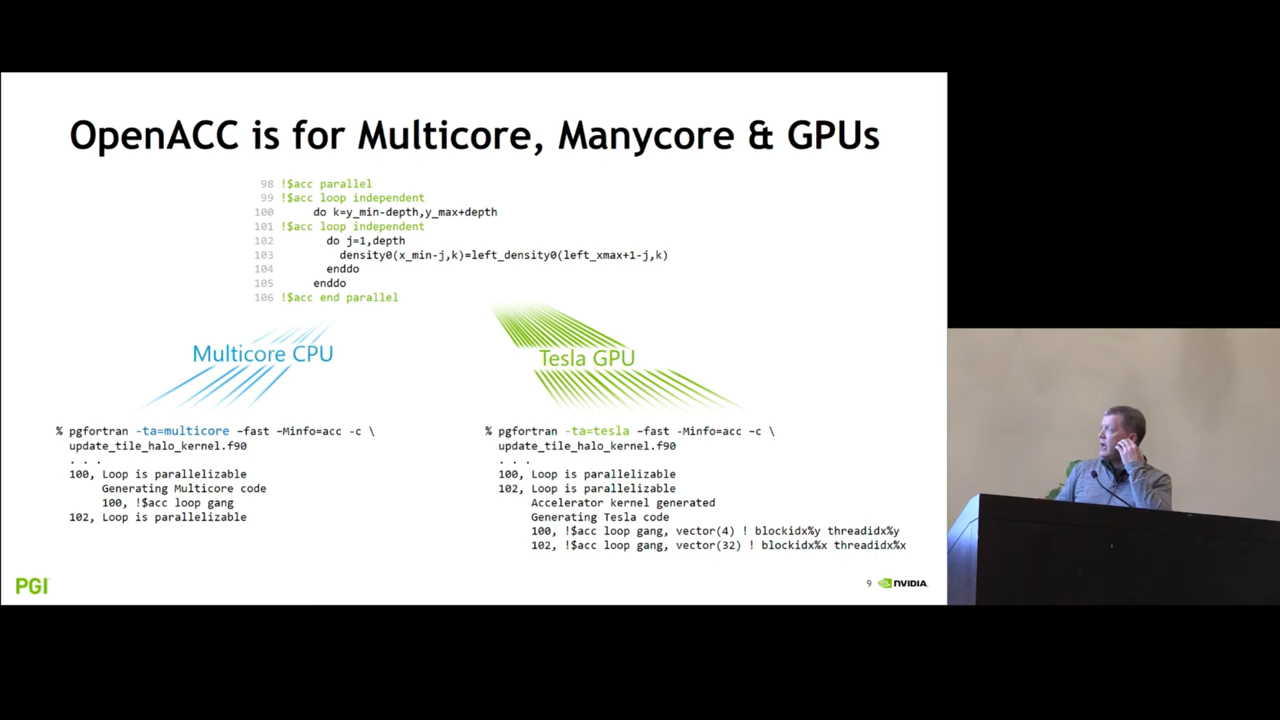 OpenACC is for Multicore, Manycore & GPUs
98 !$acc parallel
99 !$acc loop independent
100 do k=y_min-depth,y_max+depth
101 !$acc loop independent
102 do j=1,depth
103 density0(x_min-j,k)=left_density0(left_xmax+1-j,k)
104 enddo
105 enddo
106 !$acc end parallel
Multicore CPU
% pgfortran -ta=multicore –fast –Minfo=acc -c \
update_tile_halo_kernel.f90
. . .
100, Loop is parallelizable
Generating Multicore code
100, !$acc loop gang
102, Loop is parallelizable
Tesla GPU
% pgfortran -ta=tesla –fast -Minfo=acc –c \
update_tile_halo_kernel.f90
. . .
100, Loop is parallelizable
102, Loop is parallelizable
Accelerator kernel generated
Generating Tesla code
100, !$acc loop gang, vector(4) ! blockidx%y threadidx%y
102, !$acc loop gang, vector(32) ! blockidx%x threadidx%x
PGI
9 NVIDIA